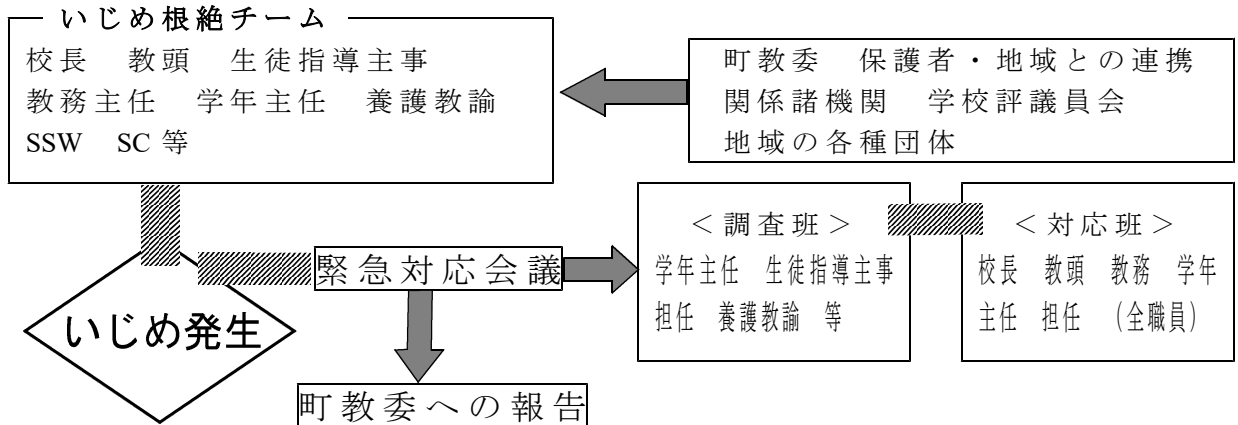 いじめ根絶チーム
校長 教頭 生徒指導主事
教務主任 学年主任 養護教諭
SSW SC等
町教委 保護者・地域との連携
関係諸機関 学校評議員会
地域の各種団体
＜調査班＞
学年主任 生徒指導主事
担任 養護教諭 等
＜対応班＞
校長 教頭 教務 学年
主任 担任 （全職員）
緊急対応会議
いじめ発生
町教委への報告